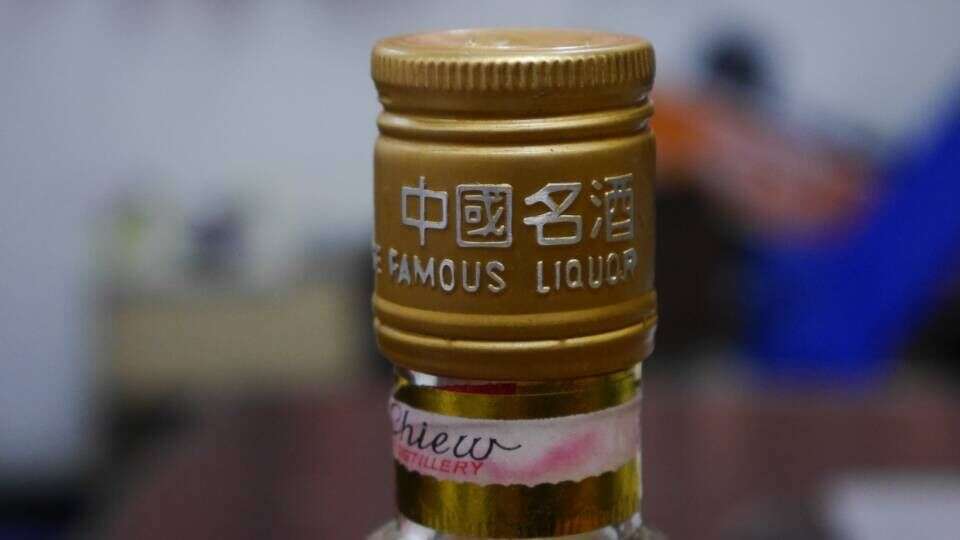 中國名酒
FAMOUS LIQUOR
Chiew
DISTILLERY